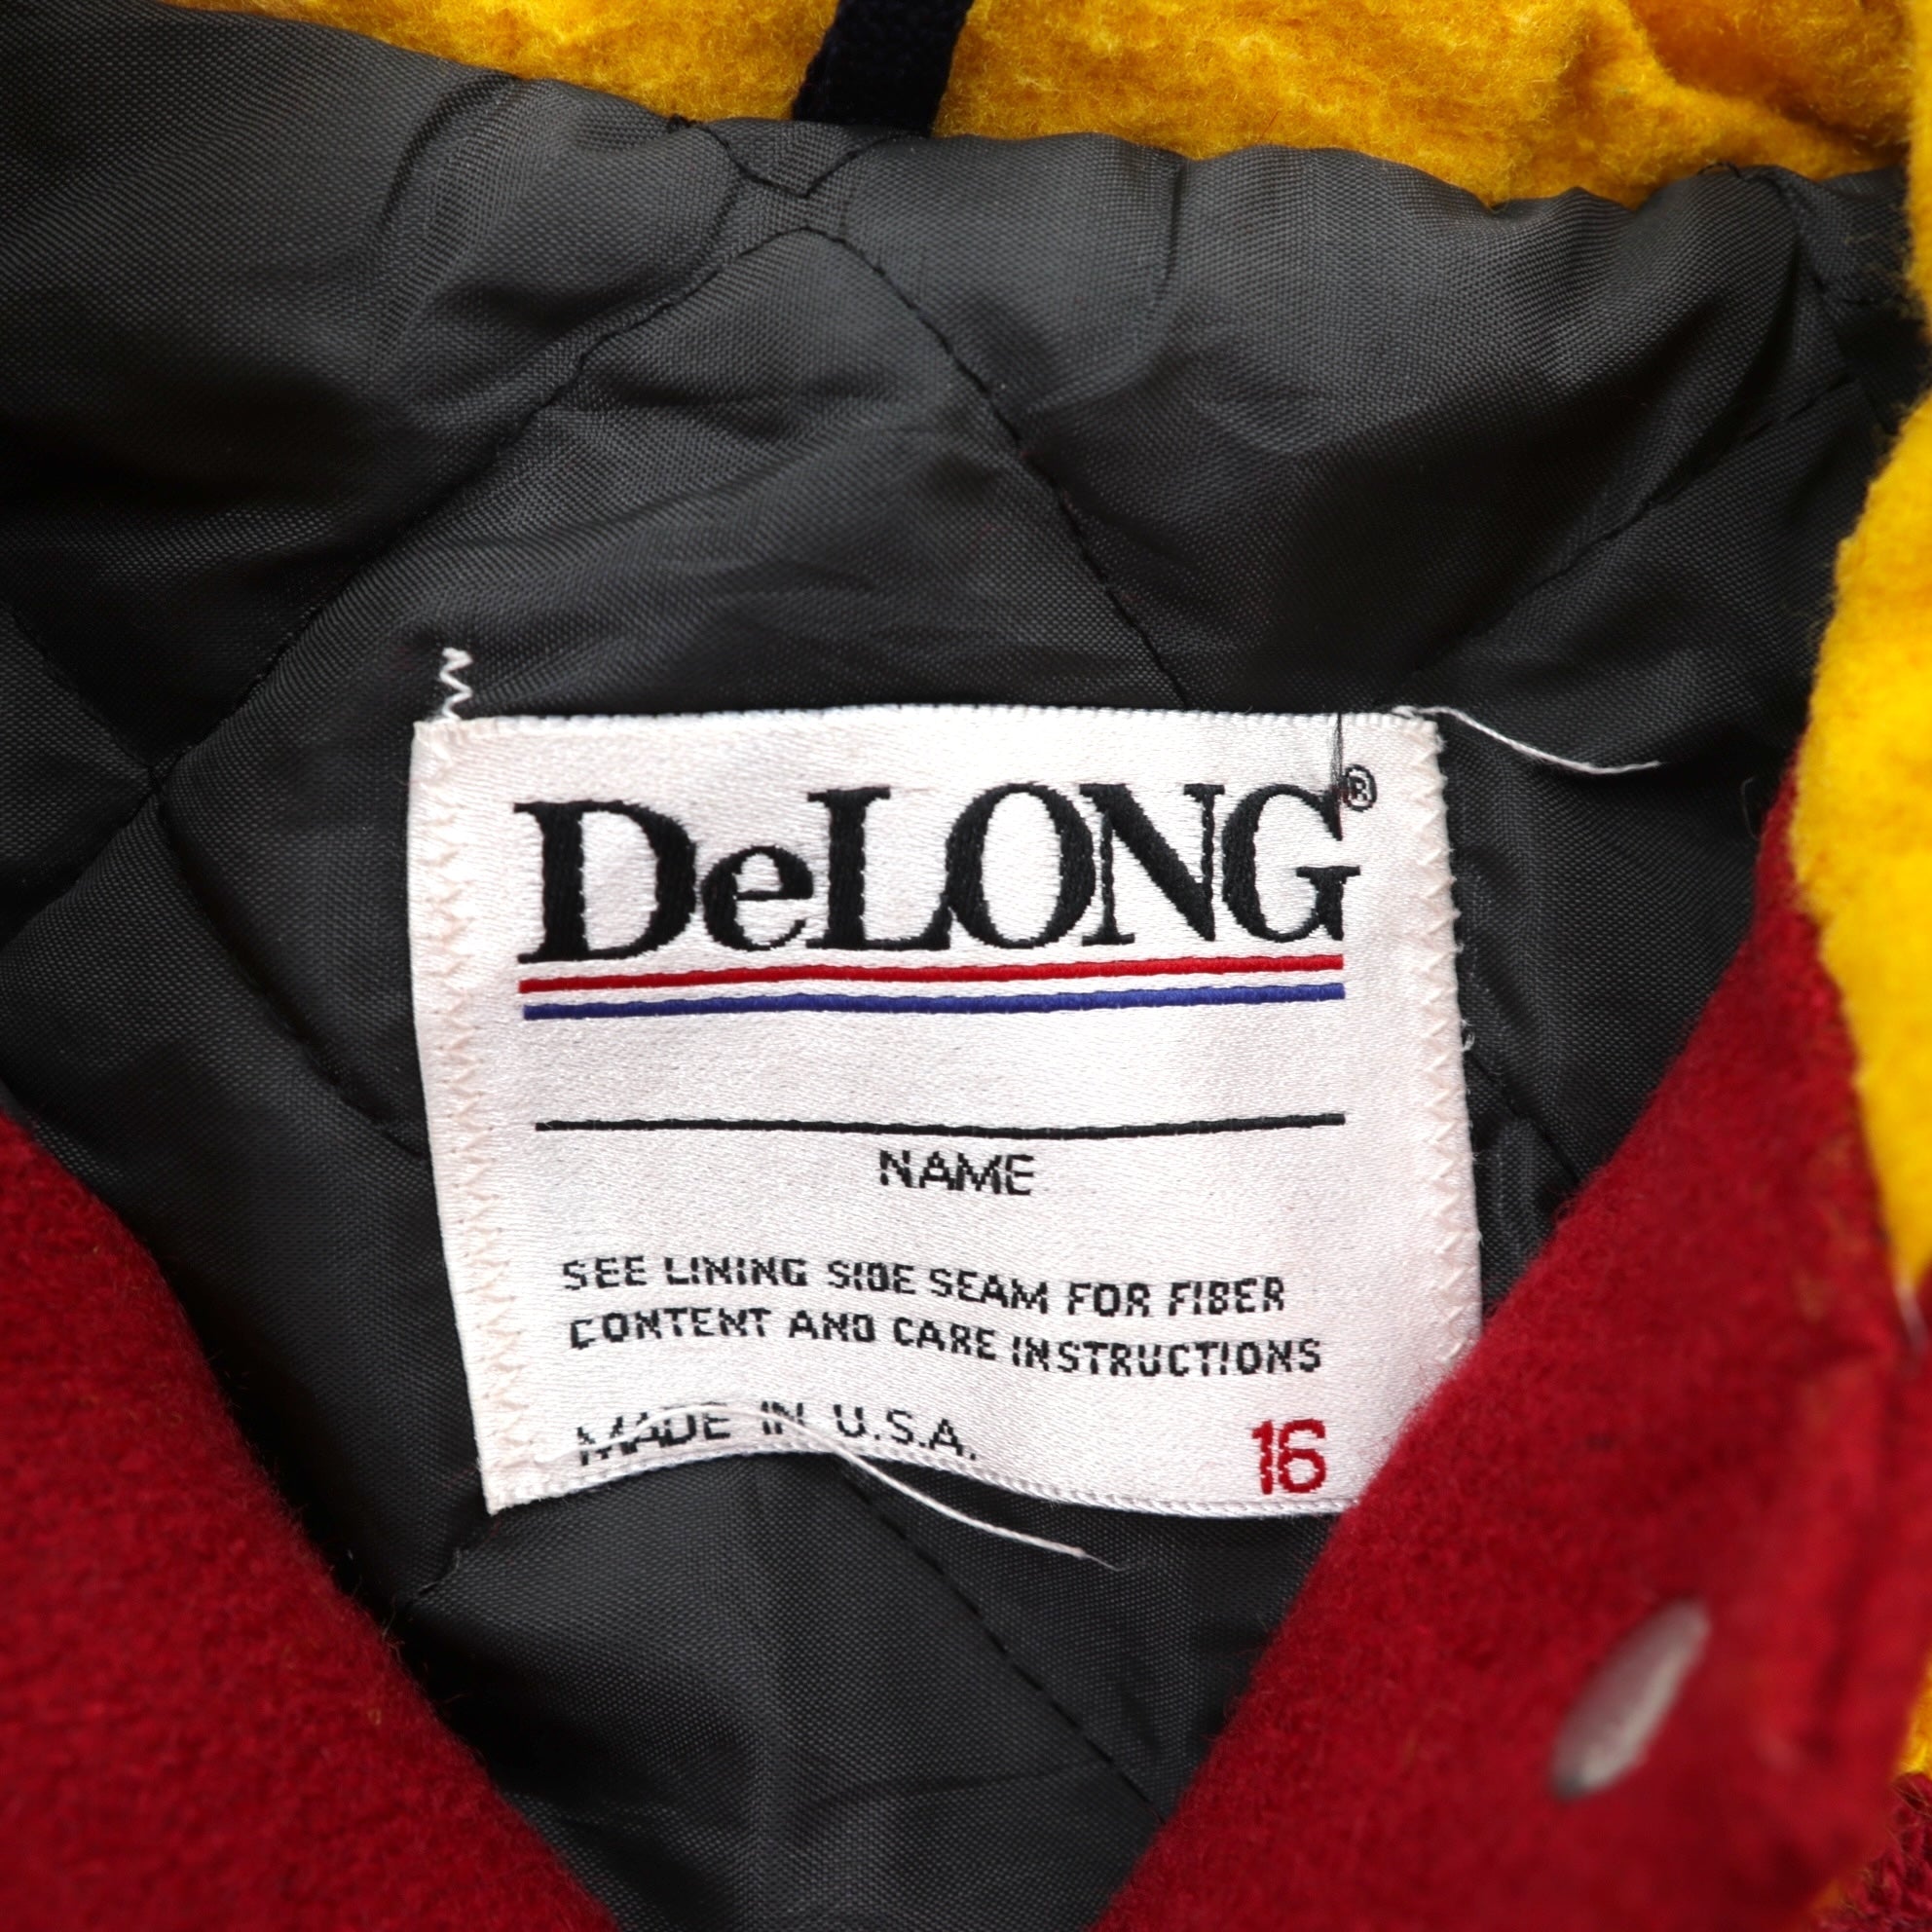 DeLONG®
NAME
SEE LINING SIDE SEAM FOR FIBER
CONTENT AND CARE INSTRUCTIONS
MADE IN U.S.A. 16